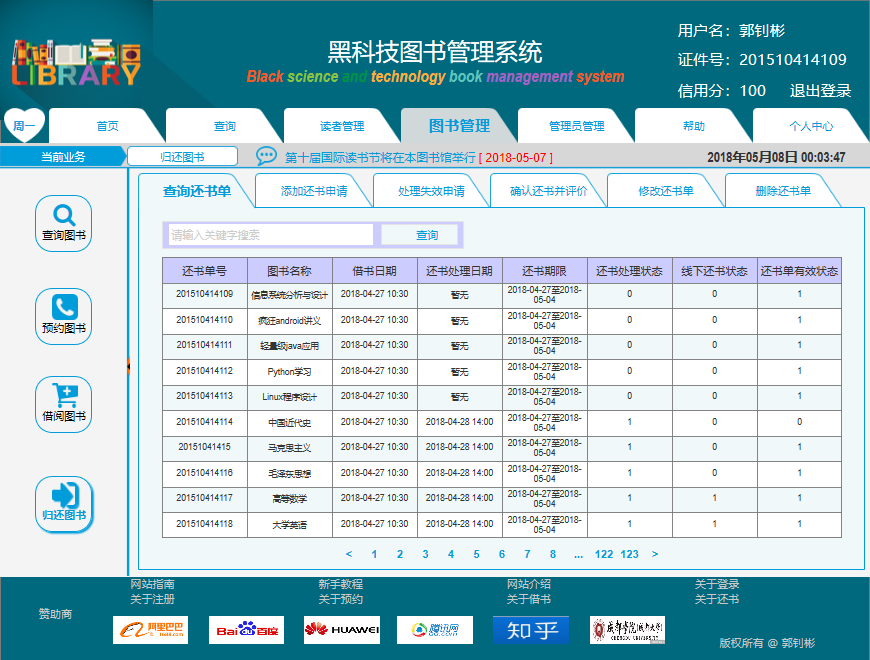 LIBRARY
黑科技图书管理系统
Black science and technology book management system
用户名：郭钊彬
证件号：201510414109
信用分：100 退出登录
周一 首页 查询 读者管理 图书管理 管理员管理 帮助 个人中心
当前业务 归还图书 第十届国际读书节将在本图书馆举行 [ 2018-05-07 ] 2018年05月08日 00:03:47
查询还书单 添加还书申请 处理失效申请 确认还书并评价 修改还书单 删除还书单
查询图书
预约图书
借阅图书
归还图书
请输入关键字搜索 查询
还书单号 图书名称 借书日期 还书处理日期 还书期限 还书处理状态 线下还书状态 还书单有效状态
201510414109 信息系统分析与设计 2018-04-27 10:30 暂无 2018-04-27至2018-05-04 0 0 1
201510414110 疯狂android讲义 2018-04-27 10:30 暂无 2018-04-27至2018-05-04 0 0 1
201510414111 轻量级java应用 2018-04-27 10:30 暂无 2018-04-27至2018-05-04 0 0 1
201510414112 Python学习 2018-04-27 10:30 暂无 2018-04-27至2018-05-04 0 0 1
201510414113 Linux程序设计 2018-04-27 10:30 暂无 2018-04-27至2018-05-04 0 0 1
201510414114 中国近代史 2018-04-27 10:30 2018-04-28 14:00 2018-04-27至2018-05-04 1 0 0
20151041415 马克思主义 2018-04-27 10:30 2018-04-28 14:00 2018-04-27至2018-05-04 1 0 1
201510414116 毛泽东思想 2018-04-27 10:30 2018-04-28 14:00 2018-04-27至2018-05-04 1 0 1
201510414117 高等数学 2018-04-27 10:30 2018-04-28 14:00 2018-04-27至2018-05-04 1 1 1
201510414118 大学英语 2018-04-27 10:30 2018-04-28 14:00 2018-04-27至2018-05-04 1 1 1
< 1 2 3 4 5 6 7 8 ... 122 123 >
网站指南 新手教程 网站介绍 关于登录
关于注册 关于预约 关于借书 关于还书
赞助商 阿里巴巴 Bai du 百度 HUAWEI 腾讯网 知乎
版权所有 @ 郭钊彬